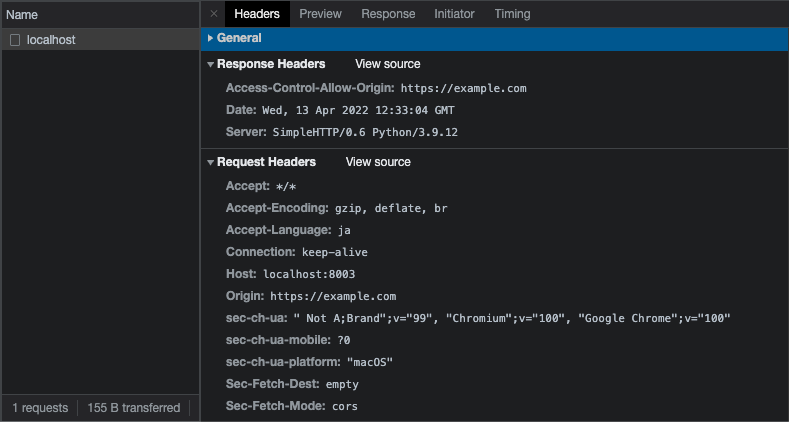 Name
localhost
1 requests 155 B transferred
× Headers Preview Response Initiator Timing
General
Response Headers View source
Access-Control-Allow-Origin: https://example.com
Date: Wed, 13 Apr 2022 12:33:04 GMT
Server: SimpleHTTP/0.6 Python/3.9.12
Request Headers View source
Accept: */*
Accept-Encoding: gzip, deflate, br
Accept-Language: ja
Connection: keep-alive
Host: localhost:8003
Origin: https://example.com
sec-ch-ua: " Not A;Brand";v="99", "Chromium";v="100", "Google Chrome";v="100"
sec-ch-ua-mobile: ?0
sec-ch-ua-platform: "macOS"
Sec-Fetch-Dest: empty
Sec-Fetch-Mode: cors